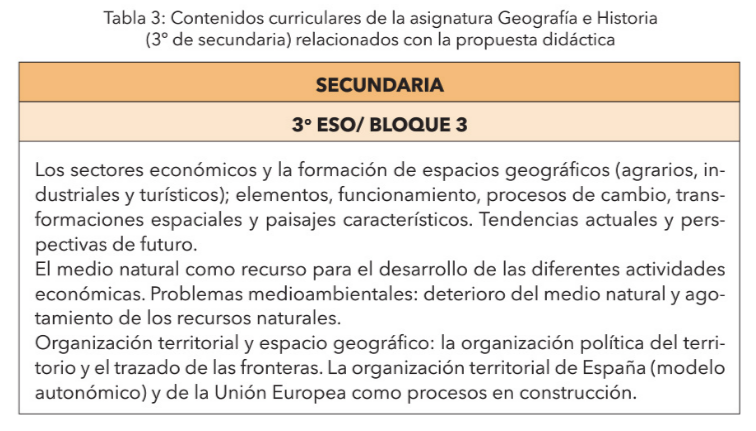 Tabla 3: Contenidos curriculares de la asignatura Geografía e Historia
(3º de secundaria) relacionados con la propuesta didáctica
SECUNDARIA
3º ESO/ BLOQUE 3
Los sectores económicos y la formación de espacios geográficos (agrarios, in-
dustriales y turísticos); elementos, funcionamiento, procesos de cambio, trans-
formaciones espaciales y paisajes característicos. Tendencias actuales y pers-
pectivas de futuro.
El medio natural como recurso para el desarrollo de las diferentes actividades
económicas. Problemas medioambientales: deterioro del medio natural y ago-
tamiento de los recursos naturales.
Organización territorial y espacio geográfico: la organización política del terri-
torio y el trazado de las fronteras. La organización territorial de España (modelo
autonómico) y de la Unión Europea como procesos en construcción.